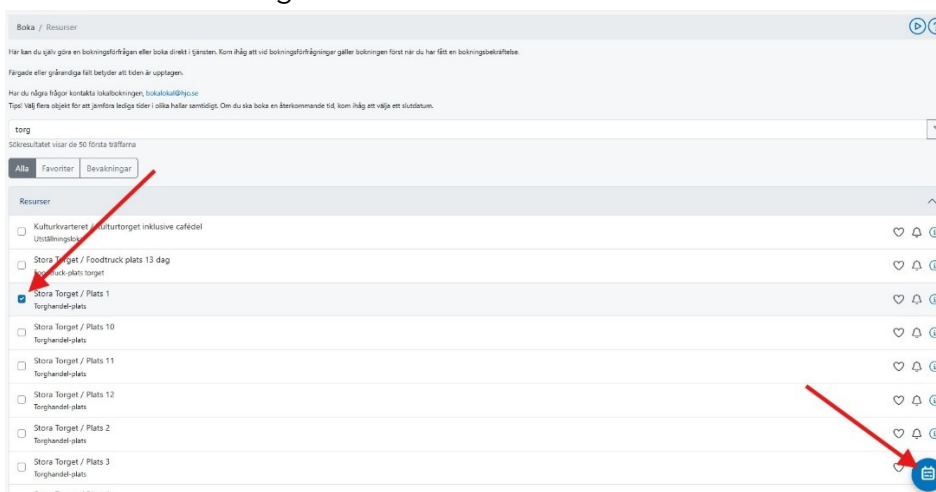 Boka / Resurser
Här kan du själv göra en bokningsförfrågan eller boka direkt i tjänsten. Kom ihåg att vid bokningsförfrågningar gäller bokningen först när du har fått en bokningsbekräftelse.
Färgade eller gråRandiga fält betyder att tiden är upptagen.
Har du några frågor kontakta lokalbokningen, bokalokal@hjo.se
Tips! Välj flera objekt för att jämföra lediga tider i olika hallar samtidigt. Om du ska boka en återkommande tid, kom ihåg att välja ett slutdatum.
torg
Sökresultatet visar de 50 första träffarna
Alla Favoriter Bevakningar
Resurser
Kulturkvarteret / Kulturtorget inklusive cafédel
Utställningslokal
Stora Torget / Foodtruck plats 13 dag
Foodtruck-plats torget
Stora Torget / Plats 1
Torghandel-plats
Stora Torget / Plats 10
Torghandel-plats
Stora Torget / Plats 11
Torghandel-plats
Stora Torget / Plats 12
Torghandel-plats
Stora Torget / Plats 2
Torghandel-plats
Stora Torget / Plats 3
Torghandel-plats